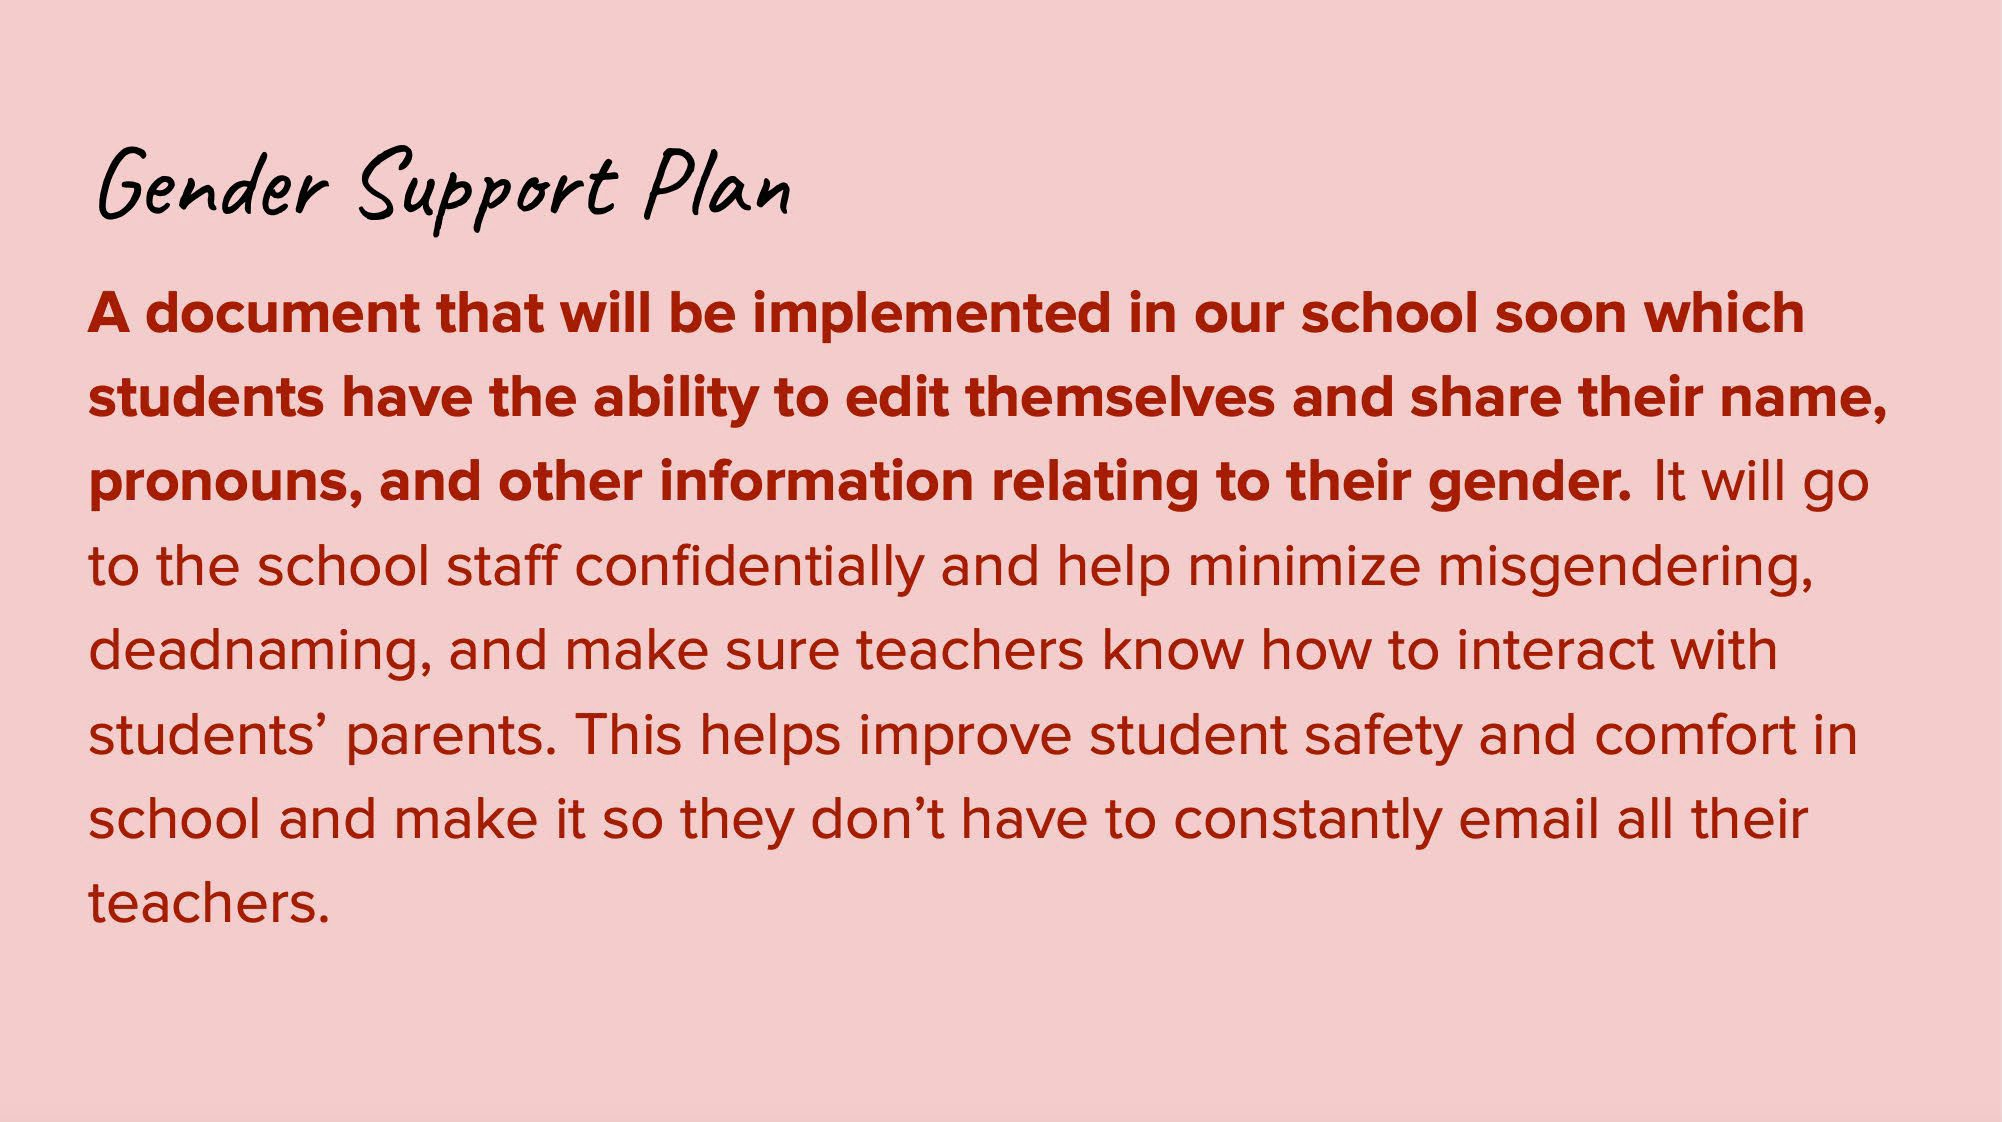 Gender Support Plan
A document that will be implemented in our school soon which
students have the ability to edit themselves and share their name,
pronouns, and other information relating to their gender. It will go
to the school staff confidentially and help minimize misgendering,
deadnaming, and make sure teachers know how to interact with
students’ parents. This helps improve student safety and comfort in
school and make it so they don’t have to constantly email all their
teachers.